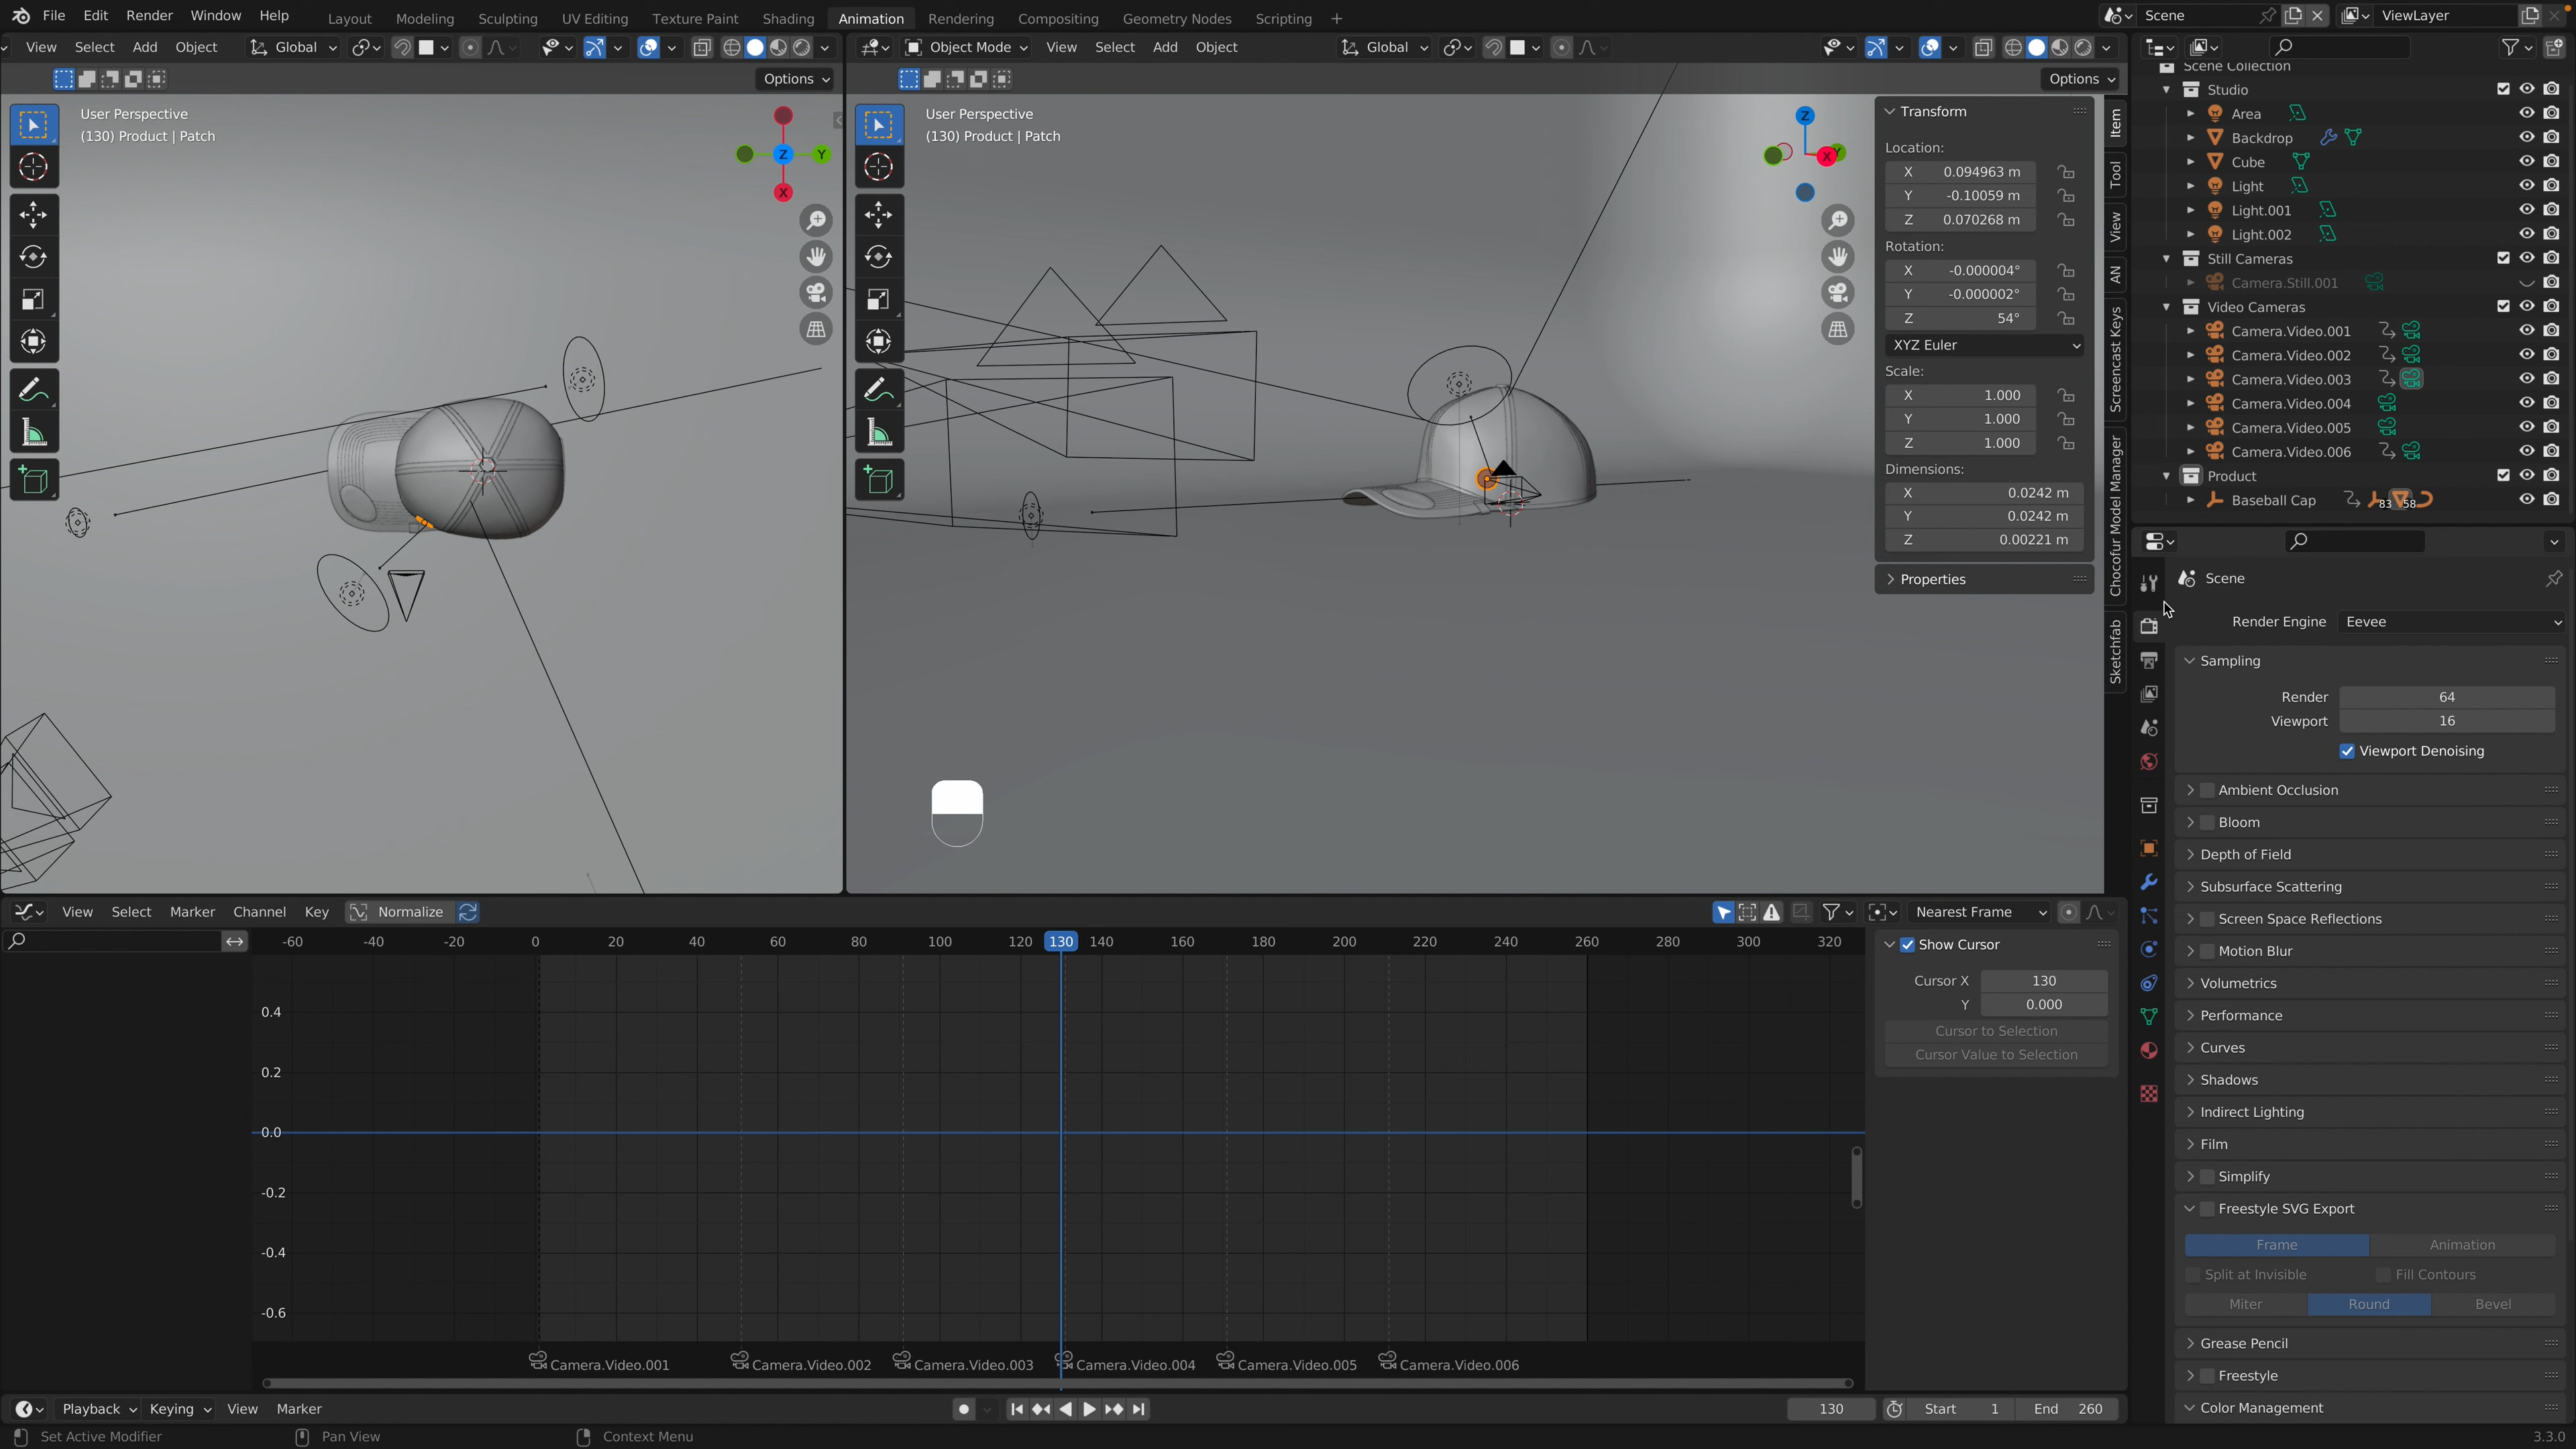 File Edit Render Window Help Layout Modeling Sculpting UV Editing Texture Paint Shading Animation Rendering Compositing Geometry Nodes Scripting + Scene ViewLayer
View Select Add Object Global
Object Mode View Select Add Object Global
Options
Options
User Perspective
(130) Product | Patch
X
Y
Z
User Perspective
(130) Product | Patch
Z
X
Y
Transform
Location:
X 0.094963 m
Y -0.10059 m
Z 0.070268 m
Rotation:
X -0.000004°
Y -0.000002°
Z 54°
XYZ Euler
Scale:
X 1.000
Y 1.000
Z 1.000
Dimensions:
X 0.0242 m
Y 0.0242 m
Z 0.00221 m
Properties
Item
Tool
View
AN
Screencast Keys
Chocofur Model Manager
Sketchfab
Scene Collection
Studio
Area
Backdrop
Cube
Light
Light.001
Light.002
Still Cameras
Camera.Still.001
Video Cameras
Camera.Video.001
Camera.Video.002
Camera.Video.003
Camera.Video.004
Camera.Video.005
Camera.Video.006
Product
Baseball Cap 83 58
Scene
Render Engine Eevee
Sampling
Render 64
Viewport 16
Viewport Denoising
Ambient Occlusion
Bloom
Depth of Field
Subsurface Scattering
Screen Space Reflections
Motion Blur
Volumetrics
Performance
Curves
Shadows
Indirect Lighting
Film
Simplify
Freestyle SVG Export
Frame Animation
Split at Invisible Fill Contours
Miter Round Bevel
Grease Pencil
Freestyle
Color Management
View Select Marker Channel Key Normalize Nearest Frame
-60 -40 -20 0 20 40 60 80 100 120 130 140 160 180 200 220 240 260 280 300 320
0.4
0.2
0.0
-0.2
-0.4
-0.6
Show Cursor
Cursor X 130
Y 0.000
Cursor to Selection
Cursor Value to Selection
Camera.Video.001 Camera.Video.002 Camera.Video.003 Camera.Video.004 Camera.Video.005 Camera.Video.006
Playback Keying View Marker 130 Start 1 End 260
Set Active Modifier Pan View Context Menu 3.3.0